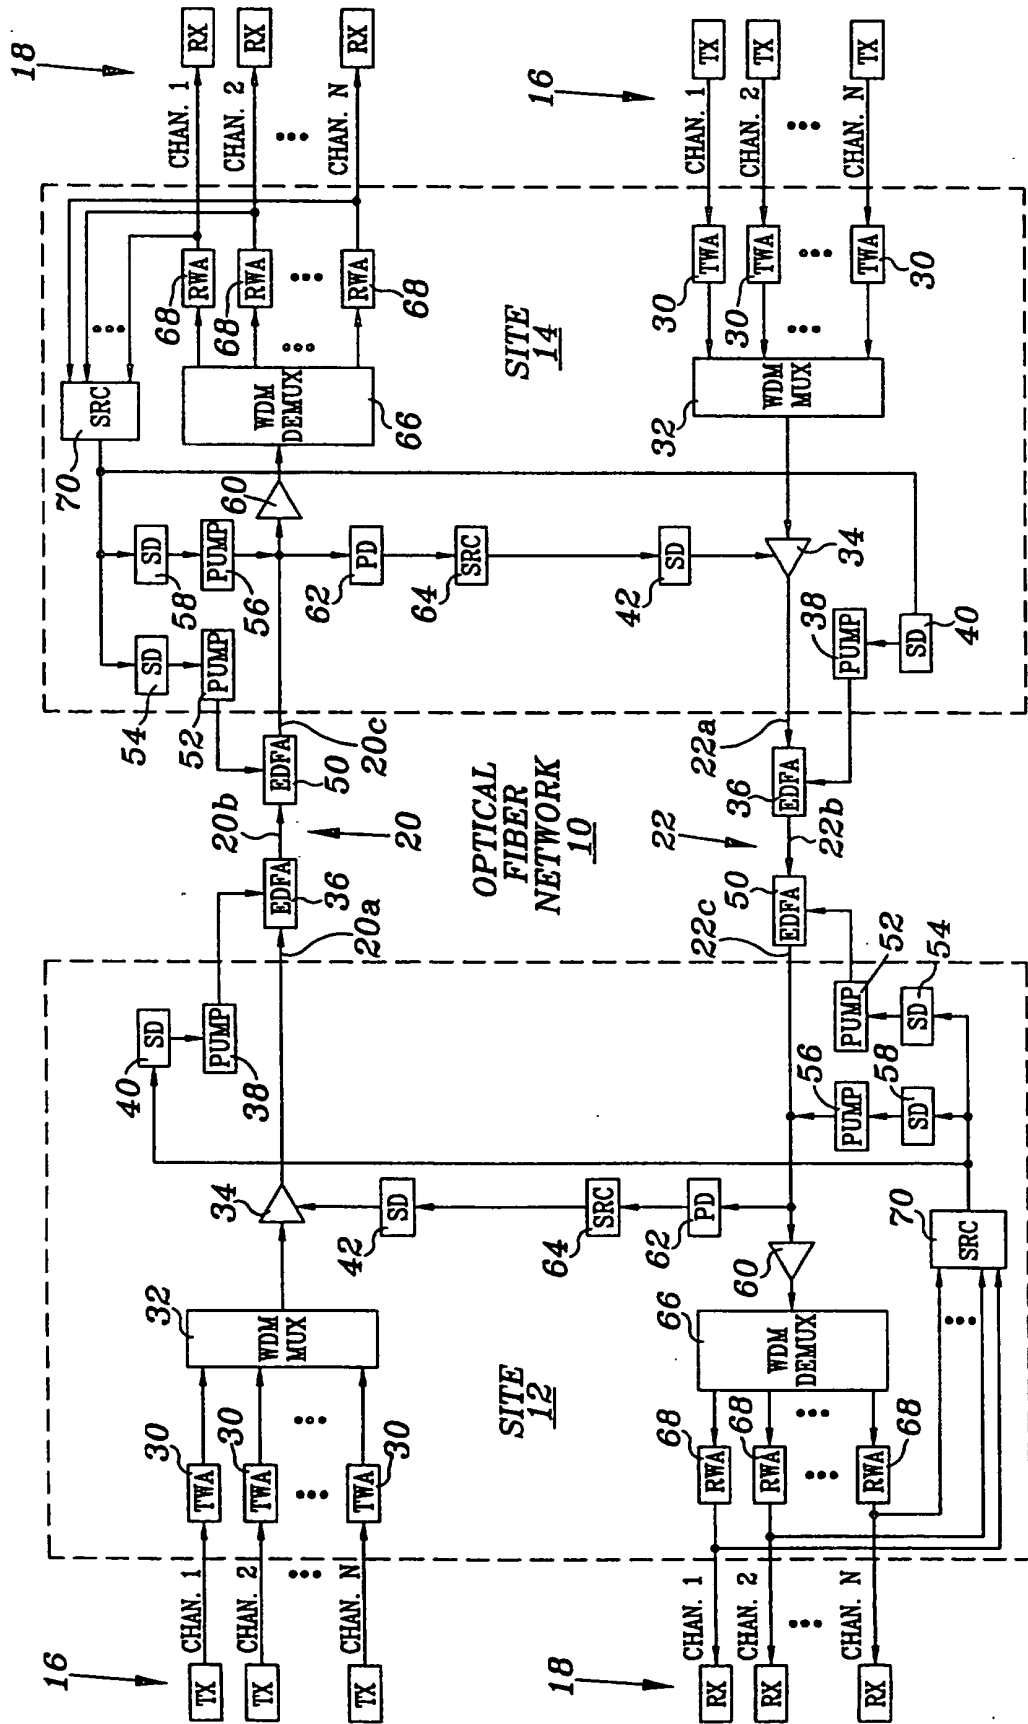 16
TX CHAN. 1 30 TWA
TX CHAN. 2 30 TWA
TX CHAN. N TWA 30
32
WDM
MUX
34
40 SD
PUMP
38
20a
EDFA
36
20b
20
EDFA
50
20c
54 SD
52 PUMP
SD
58
PUMP
56
60
70 SRC
WDM
DEMUX
66
68 RWA CHAN. 1 RX
68 RWA CHAN. 2 RX
RWA 68 CHAN. N RX
18
SD
42
SRC
64
PD
62
SITE
12
OPTICAL
FIBER
NETWORK
10
PD
62
SRC
64
SD
42
SITE
14
18
RX CHAN. 1 68 RWA
RX CHAN. 2 68 RWA
RX CHAN. N RWA 68
66
WDM
DEMUX
60
70
SRC
56
PUMP
58
SD
52
PUMP
54
SD
22c
50
EDFA
22
22b
36
EDFA
22a
38
PUMP
SD
40
34
32
WDM
MUX
30 TWA CHAN. 1 TX
30 TWA CHAN. 2 TX
TWA 30 CHAN. N TX
16